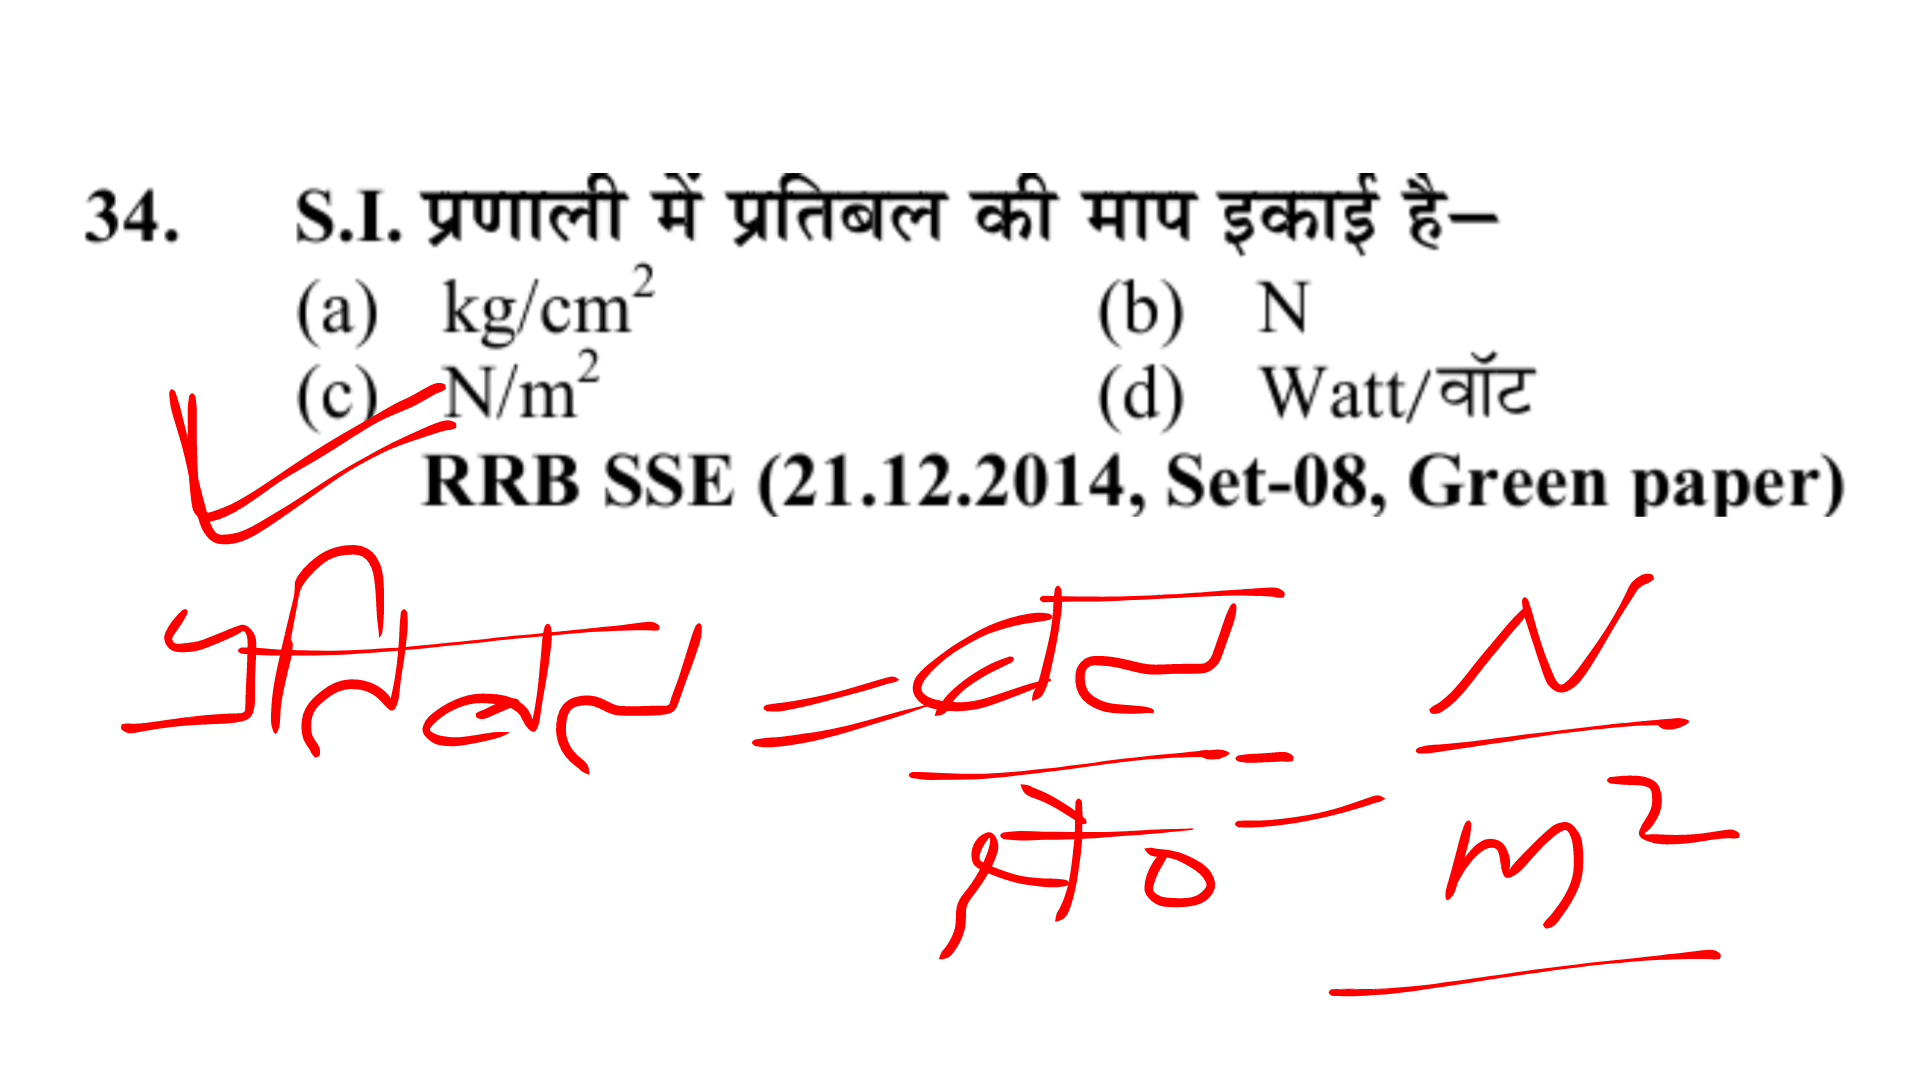 34. S.I. प्रणाली में प्रतिबल की माप इकाई है–
(a) kg/cm² (b) N
(c) N/m² (d) Watt/वॉट
RRB SSE (21.12.2014, Set-08, Green paper)
प्रतिबल = बल / क्षे० = N / m²